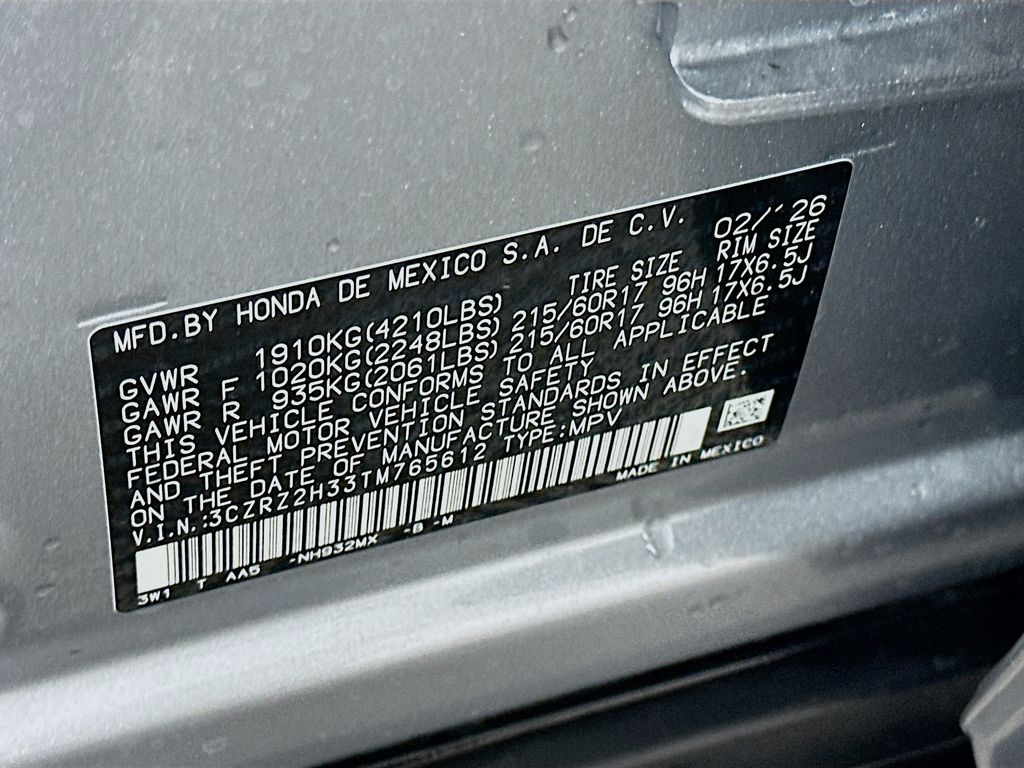 MFD.BY HONDA DE MEXICO S.A. DE C.V. 02/´26
TIRE SIZE RIM SIZE
GVWR 1910KG(4210LBS)
GAWR F 1020KG(2248LBS) 215/60R17 96H 17X6.5J
GAWR R 935KG(2061LBS) 215/60R17 96H 17X6.5J
THIS VEHICLE CONFORMS TO ALL APPLICABLE
FEDERAL MOTOR VEHICLE SAFETY
AND THEFT PREVENTION STANDARDS IN EFFECT
ON THE DATE OF MANUFACTURE SHOWN ABOVE.
V.I.N.:3CZRZ2H33TM765612 TYPE:MPV
3W1 T AA5 -NH932MX -B -M MADE IN MEXICO